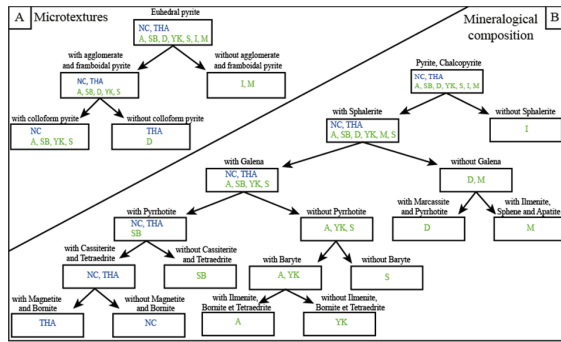 A
Microtextures
Euhedral pyrite
NC, THA
A, SB, D, YK, S, I, M
with agglomerate
and framboidal pyrite
NC, THA
A, SB, D, YK, S
without agglomerate
and framboidal pyrite
I, M
with colloform pyrite
NC
A, SB, YK, S
without colloform pyrite
THA
D
Mineralogical
composition
B
Pyrite, Chalcopyrite
NC, THA
A, SB, D, YK, S, I, M
with Sphalerite
NC, THA
A, SB, D, YK, M, S
without Sphalerite
I
with Galena
NC, THA
A, SB, YK, S
without Galena
D, M
with Pyrrhotite
NC, THA
SB
without Pyrrhotite
A, YK, S
with Marcassite
and Pyrrhotite
D
with Ilmenite,
Sphene and Apatite
M
with Cassiterite
and Tetraedrite
NC, THA
without Cassiterite
and Tetraedrite
SB
with Baryte
A, YK
without Baryte
S
with Magnetite
and Bornite
THA
without Magnetite
and Bornite
NC
with Ilmenite,
Bornite et Tetraedrite
A
without Ilmenite,
Bornite et Tetraedrite
YK